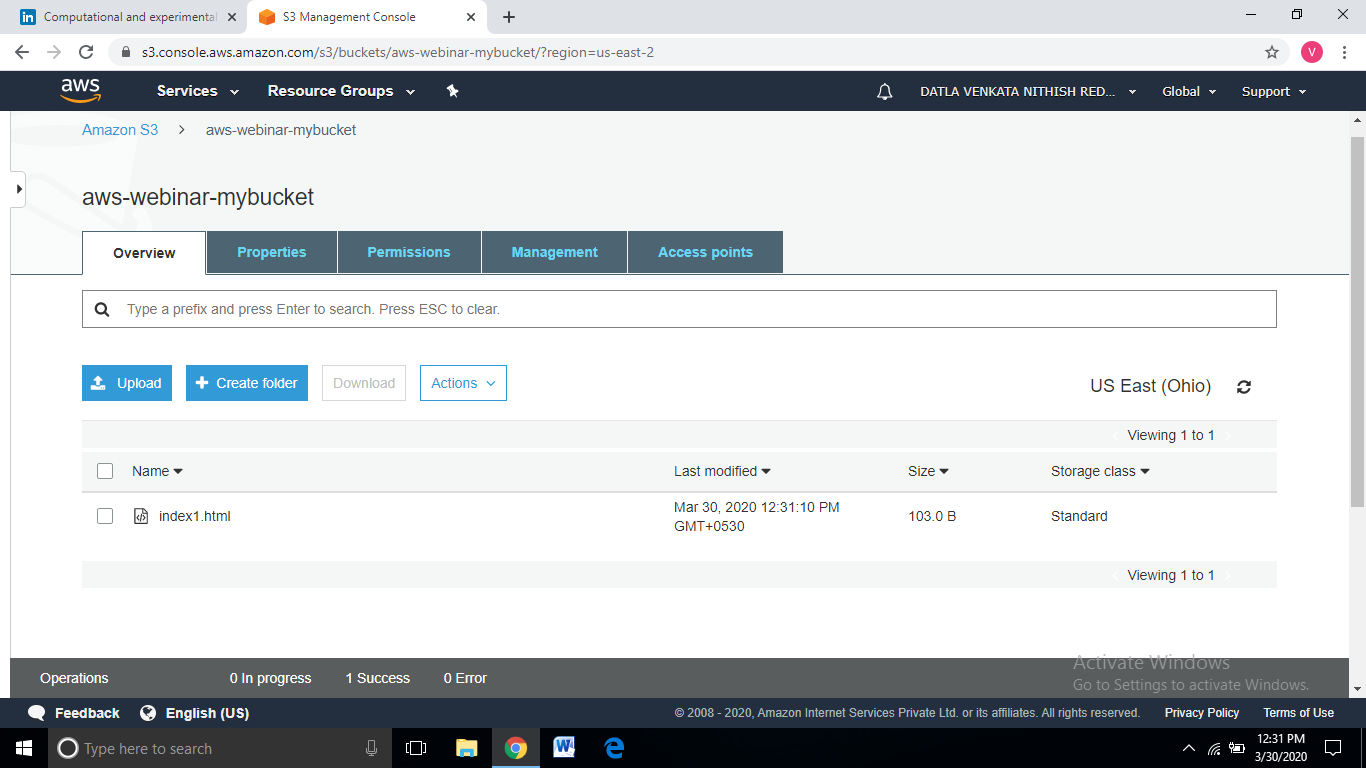 Computational and experimental
S3 Management Console
s3.console.aws.amazon.com/s3/buckets/aws-webinar-mybucket/?region=us-east-2
V
aws
Services
Resource Groups
DATLA VENKATA NITHISH RED...
Global
Support
Amazon S3 > aws-webinar-mybucket
aws-webinar-mybucket
Overview
Properties
Permissions
Management
Access points
Type a prefix and press Enter to search. Press ESC to clear.
Upload
+ Create folder
Download
Actions
US East (Ohio)
Viewing 1 to 1
Name
Last modified
Size
Storage class
index1.html
Mar 30, 2020 12:31:10 PM
GMT+0530
103.0 B
Standard
Viewing 1 to 1
Activate Windows
Go to Settings to activate Windows.
Operations
0 In progress
1 Success
0 Error
Feedback
English (US)
© 2008 - 2020, Amazon Internet Services Private Ltd. or its affiliates. All rights reserved.
Privacy Policy
Terms of Use
Type here to search
12:31 PM
3/30/2020